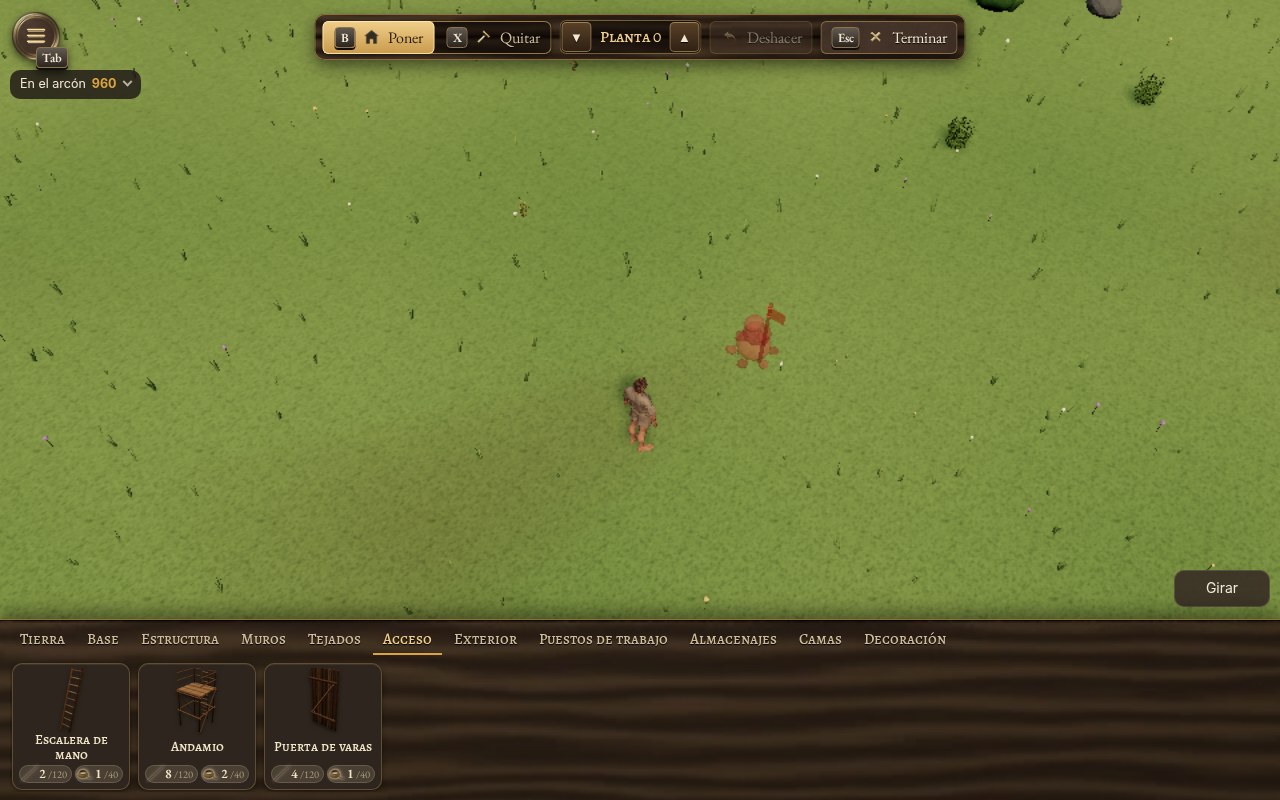 B Poner X Quitar ▼ Planta 0 ▲ Deshacer Esc ✕ Terminar
Tab
En el arcón 960
Girar
Tierra Base Estructura Muros Tejados Acceso Exterior Puestos de trabajo Almacenajes Camas Decoración
Escalera de mano
2 /120 1 /40
Andamio
8 /120 2 /40
Puerta de varas
4 /120 1 /40